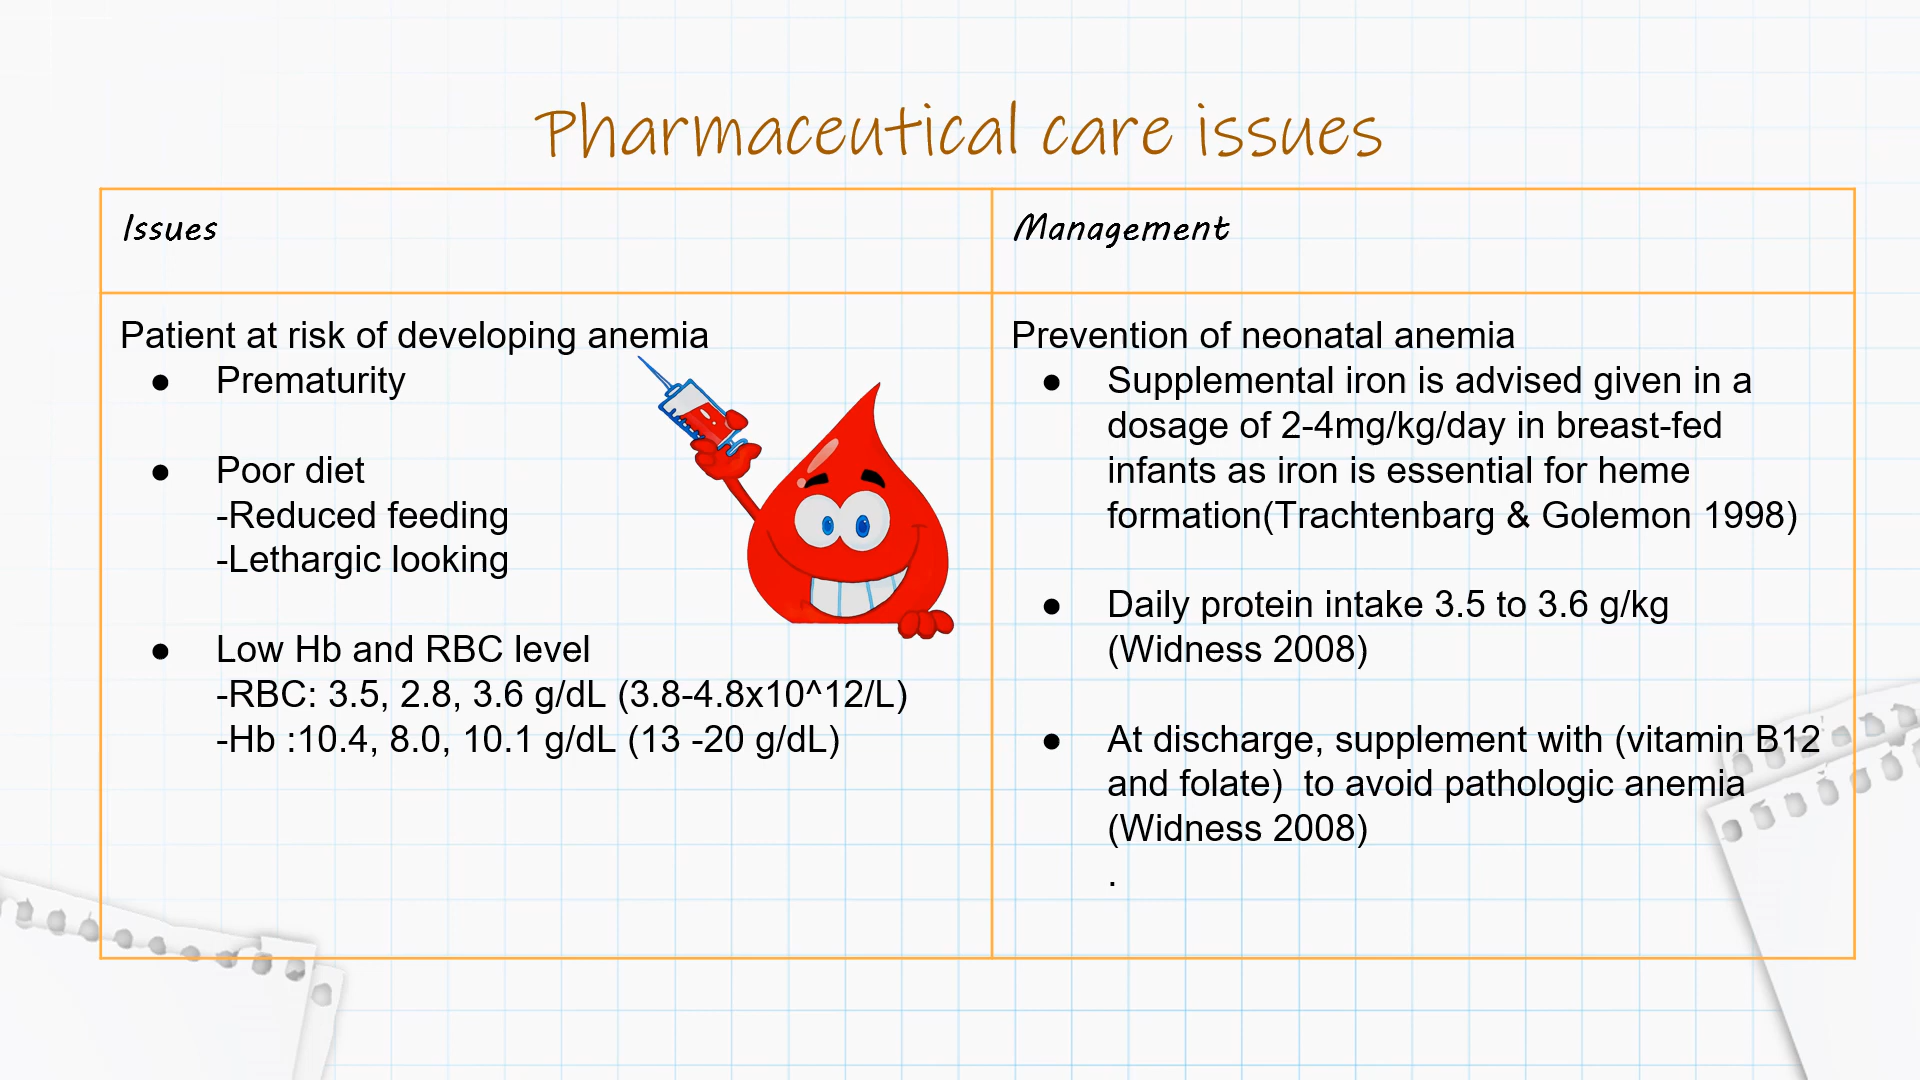 Pharmaceutical care issues
Issues
Management
Patient at risk of developing anemia
● Prematurity
● Poor diet
-Reduced feeding
-Lethargic looking
● Low Hb and RBC level
-RBC: 3.5, 2.8, 3.6 g/dL (3.8-4.8x10^12/L)
-Hb :10.4, 8.0, 10.1 g/dL (13 -20 g/dL)
Prevention of neonatal anemia
● Supplemental iron is advised given in a
dosage of 2-4mg/kg/day in breast-fed
infants as iron is essential for heme
formation(Trachtenbarg & Golemon 1998)
● Daily protein intake 3.5 to 3.6 g/kg
(Widness 2008)
● At discharge, supplement with (vitamin B12
and folate)  to avoid pathologic anemia
(Widness 2008)
.